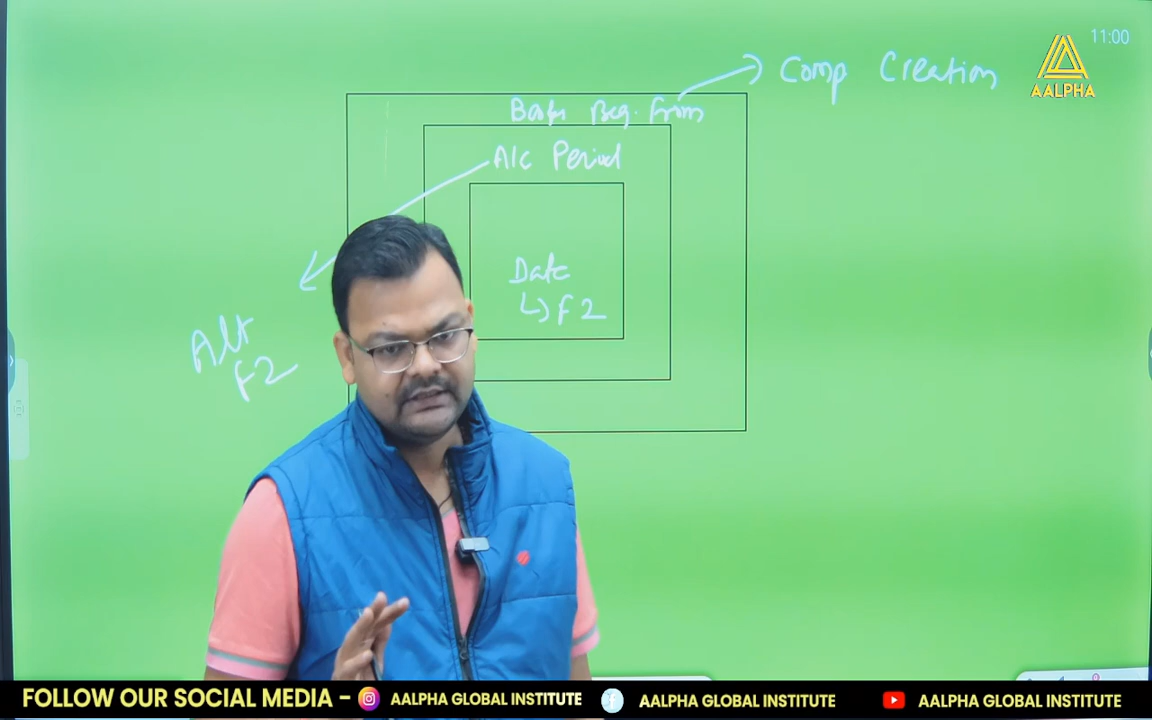 11:00
AALPHA
Comp Creation
Books Beg. From
A/c Period
Date
↳ F2
Alt
F2
FOLLOW OUR SOCIAL MEDIA - AALPHA GLOBAL INSTITUTE AALPHA GLOBAL INSTITUTE AALPHA GLOBAL INSTITUTE